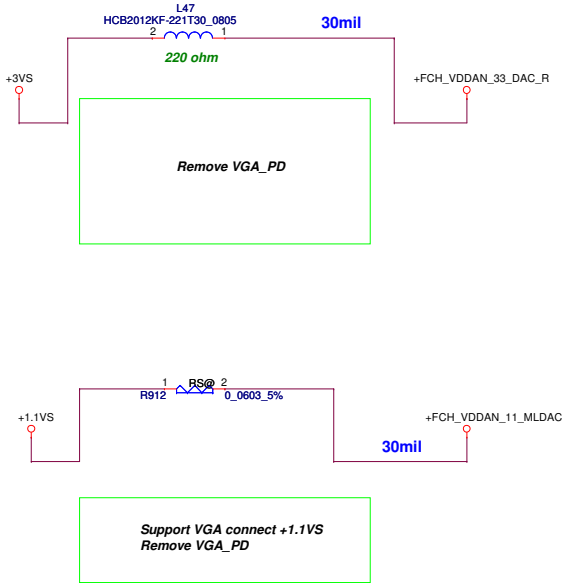 L47
HCB2012KF-221T30_0805
2 1
30mil
220 ohm
+3VS
+FCH_VDDAN_33_DAC_R
Remove VGA_PD
1 RS@ 2
R912 0_0603_5%
+1.1VS
+FCH_VDDAN_11_MLDAC
30mil
Support VGA connect +1.1VS
Remove VGA_PD